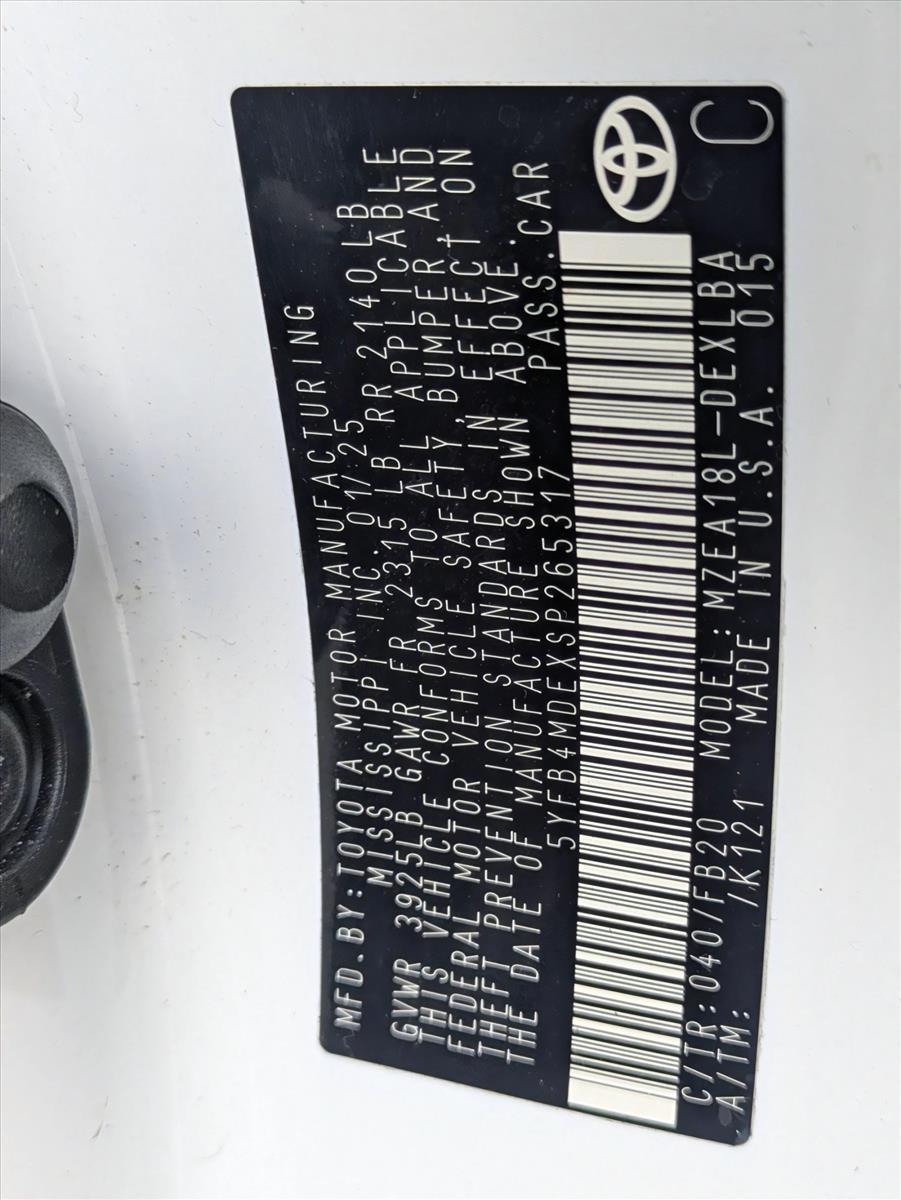 MFD.BY:TOYOTA MOTOR MANUFACTURING
MISSISSIPPI INC. 01/25
GVWR 3925LB GAWR FR 2315 LB RR 2140LB
THIS VEHICLE CONFORMS TO ALL APPLICABLE
FEDERAL MOTOR VEHICLE SAFETY, BUMPER, AND
THEFT PREVENTION STANDARDS IN EFFECT ON
THE DATE OF MANUFACTURE SHOWN ABOVE.
5YFB4MDEXSP265317 PASS.CAR
C/TR:040/FB20 MODEL:MZEA18L-DEXLBA
A/TM: /K121 MADE IN U.S.A. 015 C